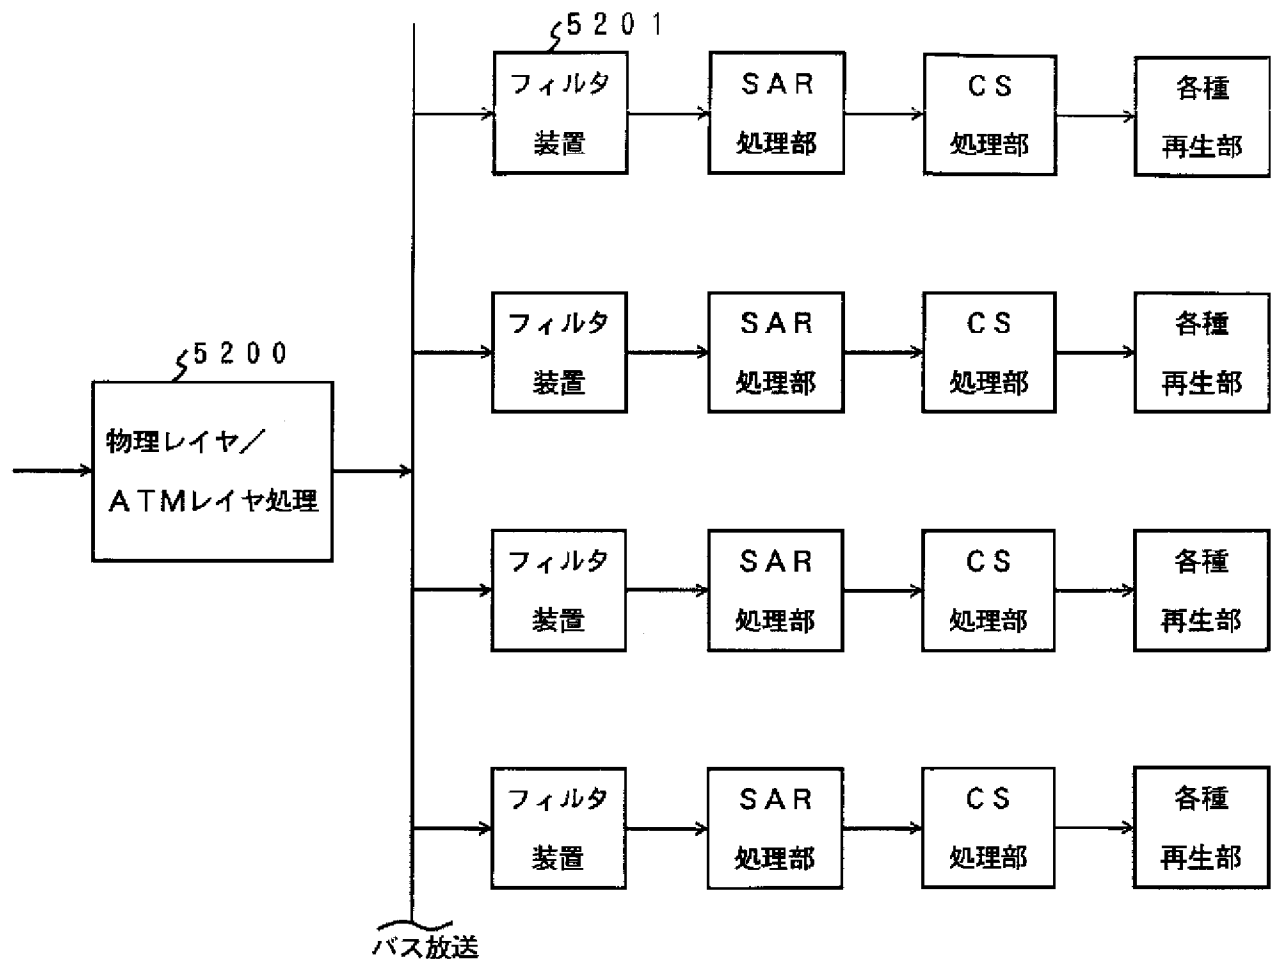 ５２０１
フィルタ
装置
ＳＡＲ
処理部
ＣＳ
処理部
各種
再生部
フィルタ
装置
ＳＡＲ
処理部
ＣＳ
処理部
各種
再生部
５２００
物理レイヤ／
ＡＴＭレイヤ処理
フィルタ
装置
ＳＡＲ
処理部
ＣＳ
処理部
各種
再生部
フィルタ
装置
ＳＡＲ
処理部
ＣＳ
処理部
各種
再生部
バス放送